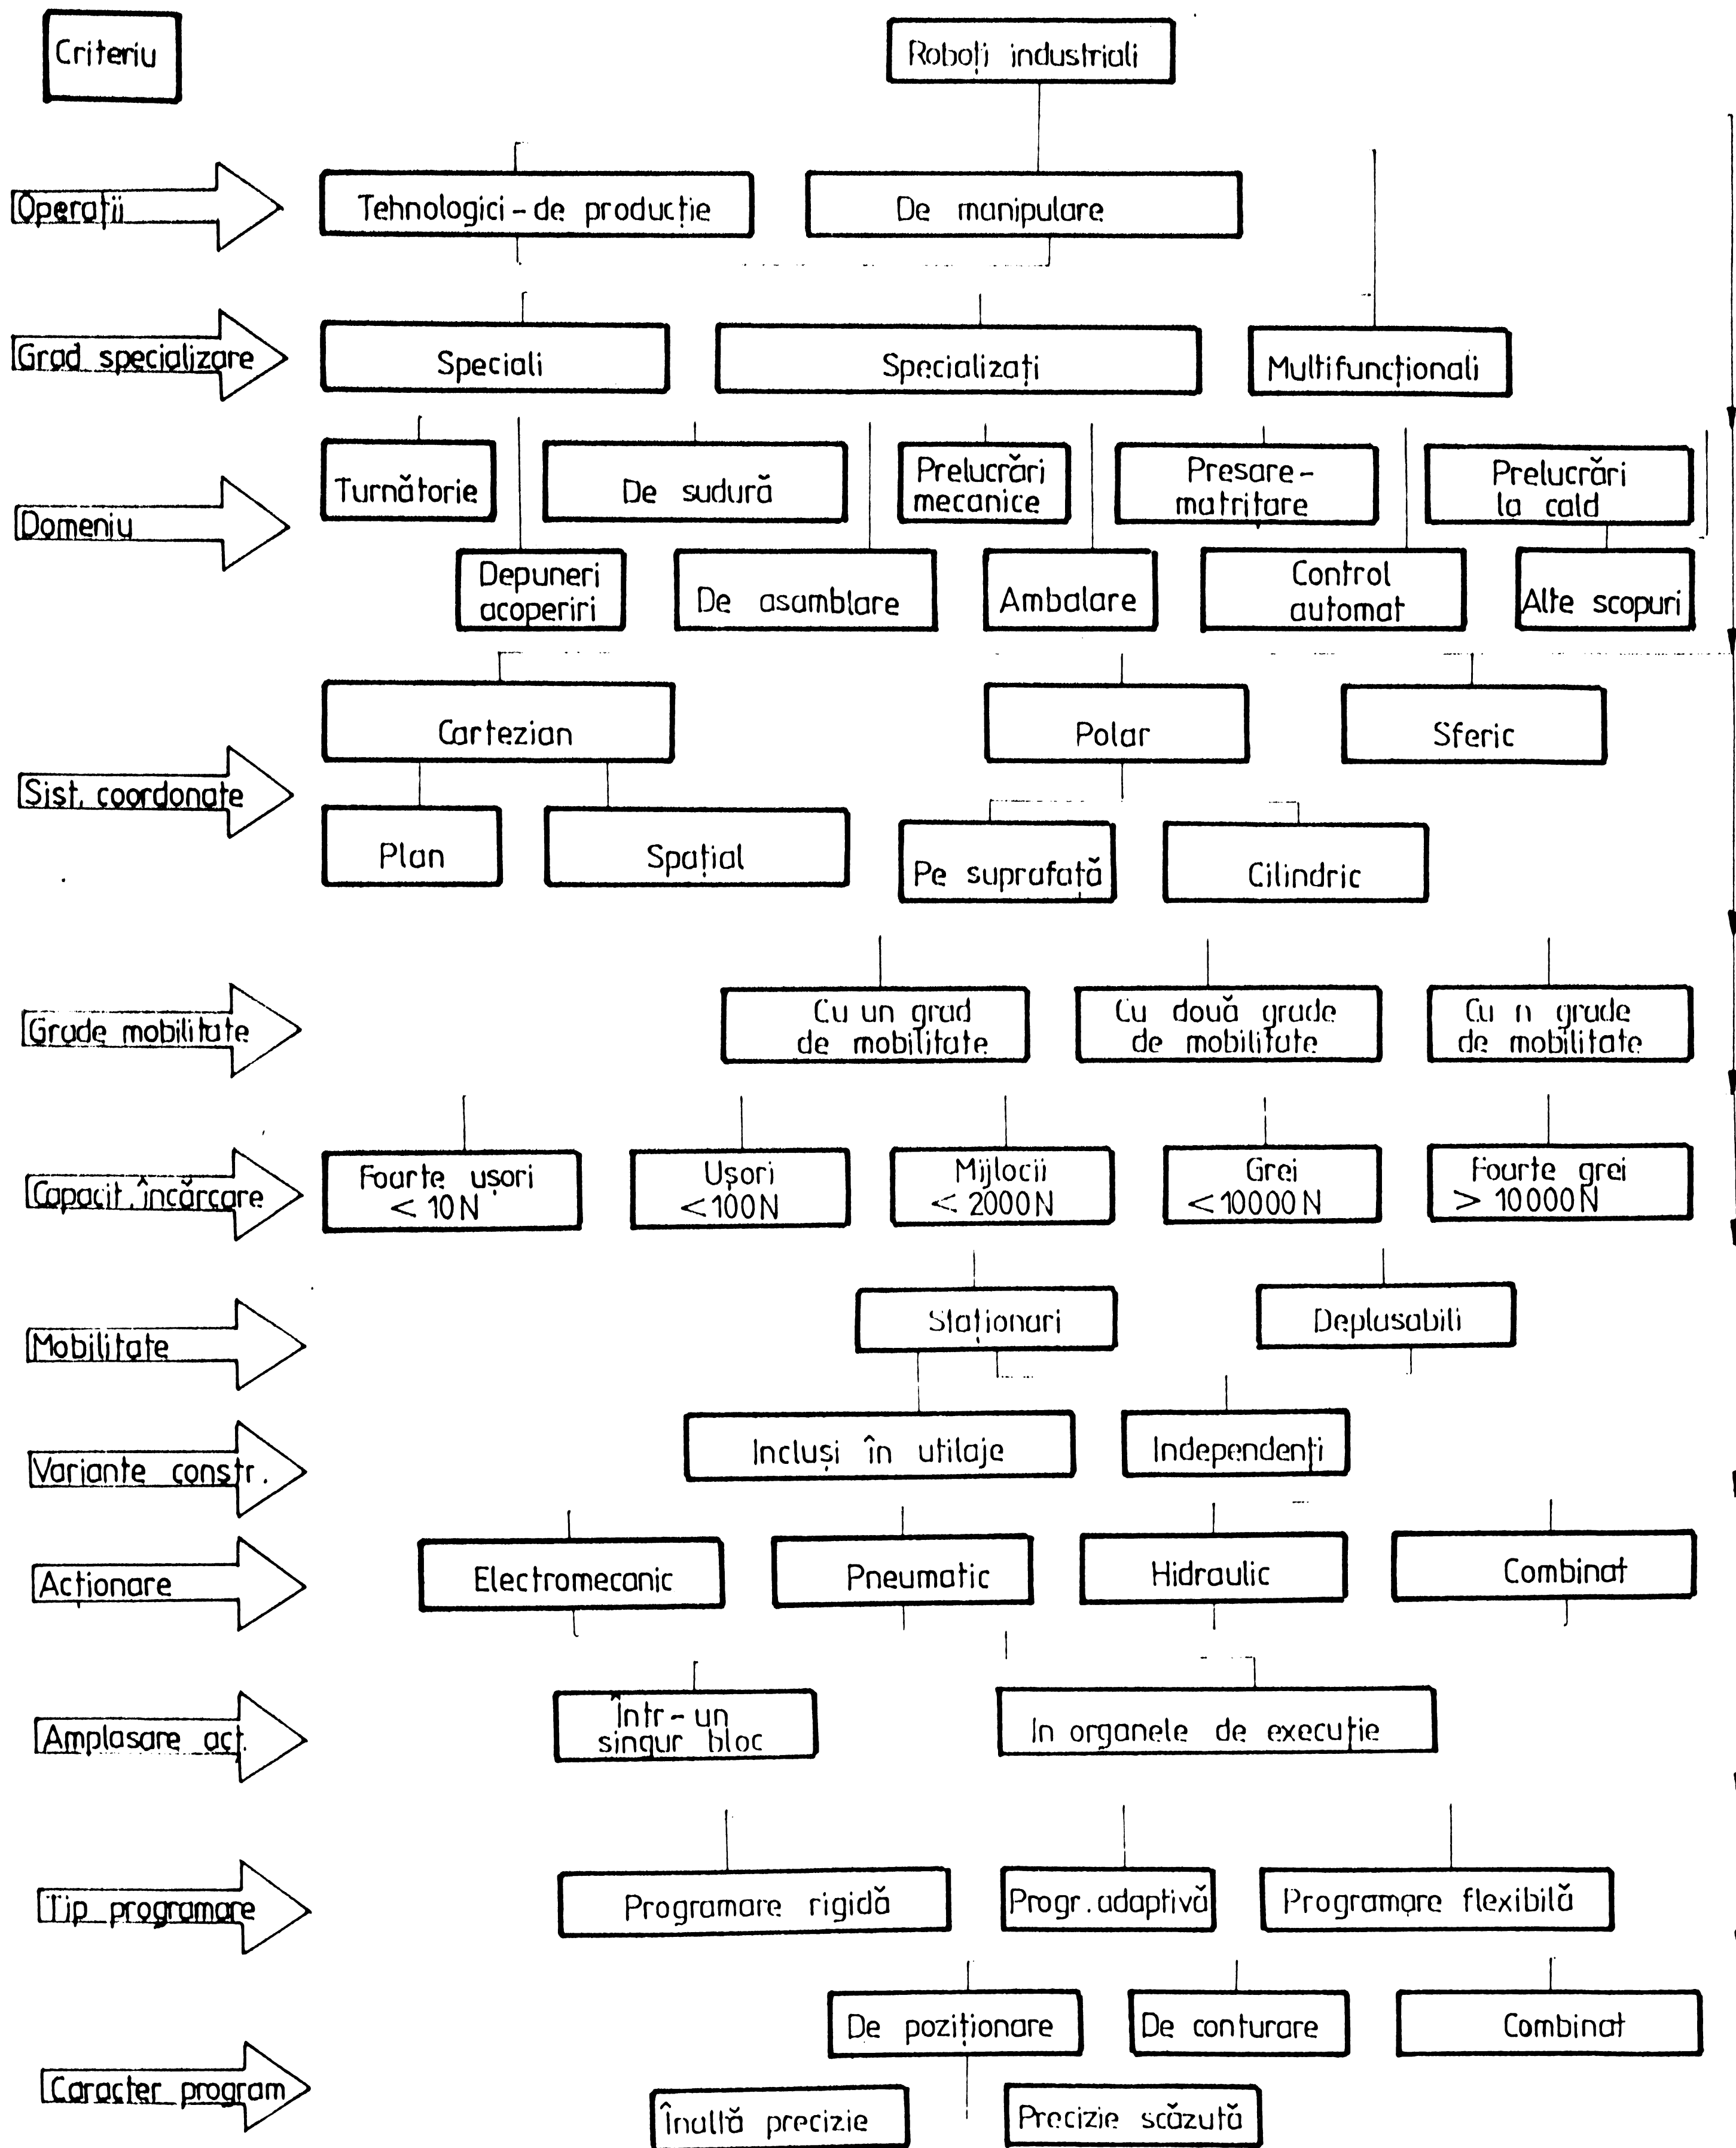 Criteriu
Roboți industriali
Operații
Tehnologici - de producție
De manipulare
Grad specializare
Speciali
Specializați
Multifuncționali
Domeniu
Turnătorie
De sudură
Prelucrări
mecanice
Presare-
matritare
Prelucrări
la cald
Depuneri
acoperiri
De asamblare
Ambalare
Control
automat
Alte scopuri
Sist. coordonate
Cartezian
Polar
Sferic
Plan
Spațial
Pe suprafață
Cilindric
Grade mobilitate
Cu un grad
de mobilitate
Cu două grade
de mobilitate
Cu n grade
de mobilitate
Capacit. încărcare
Foarte ușori
< 10 N
Ușori
< 100 N
Mijlocii
< 2000 N
Grei
< 10000 N
Foarte grei
> 10000 N
Mobilitate
Staționari
Deplasabili
Variante constr.
Incluși în utilaje
Independenți
Acționare
Electromecanic
Pneumatic
Hidraulic
Combinat
Amplasare acț.
Într-un
singur bloc
In organele de execuție
Tip programare
Programare rigidă
Progr. adaptivă
Programare flexibilă
Caracter program
De poziționare
De conturare
Combinat
Înaltă precizie
Precizie scăzută